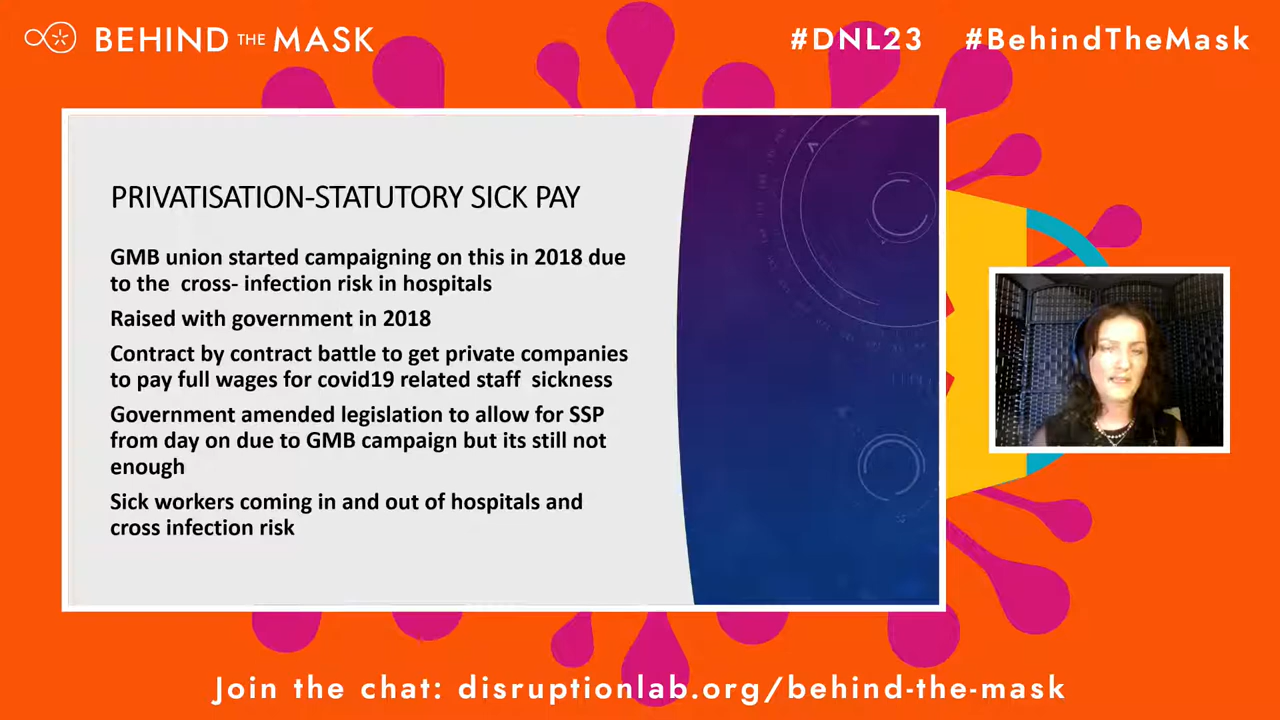 BEHIND THE MASK
#DNL23 #BehindTheMask
PRIVATISATION-STATUTORY SICK PAY
GMB union started campaigning on this in 2018 due
to the cross- infection risk in hospitals
Raised with government in 2018
Contract by contract battle to get private companies
to pay full wages for covid19 related staff sickness
Government amended legislation to allow for SSP
from day on due to GMB campaign but its still not
enough
Sick workers coming in and out of hospitals and
cross infection risk
Join the chat: disruptionlab.org/behind-the-mask